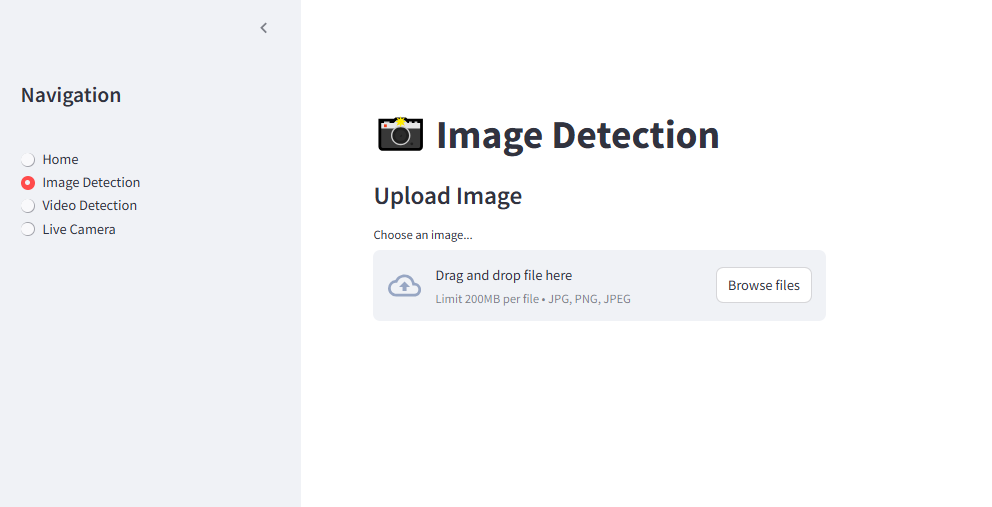 Navigation
Home
Image Detection
Video Detection
Live Camera
Image Detection
Upload Image
Choose an image...
Drag and drop file here
Limit 200MB per file • JPG, PNG, JPEG
Browse files